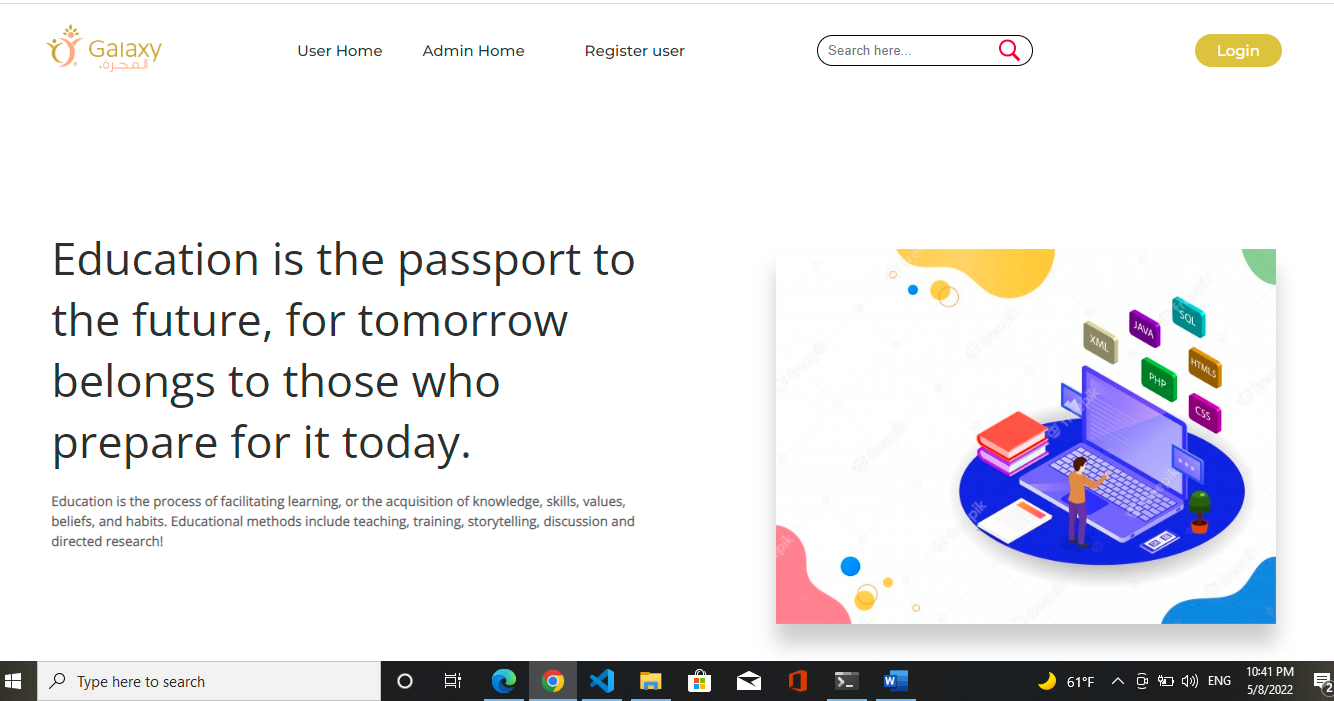 Galaxy
المجرة
User Home
Admin Home
Register user
Search here...
Login
Education is the passport to
the future, for tomorrow
belongs to those who
prepare for it today.
Education is the process of facilitating learning, or the acquisition of knowledge, skills, values,
beliefs, and habits. Educational methods include teaching, training, storytelling, discussion and
directed research!
SQL
JAVA
XML
HTML5
PHP
CSS
Type here to search
61°F
ENG
10:41 PM
5/8/2022
2